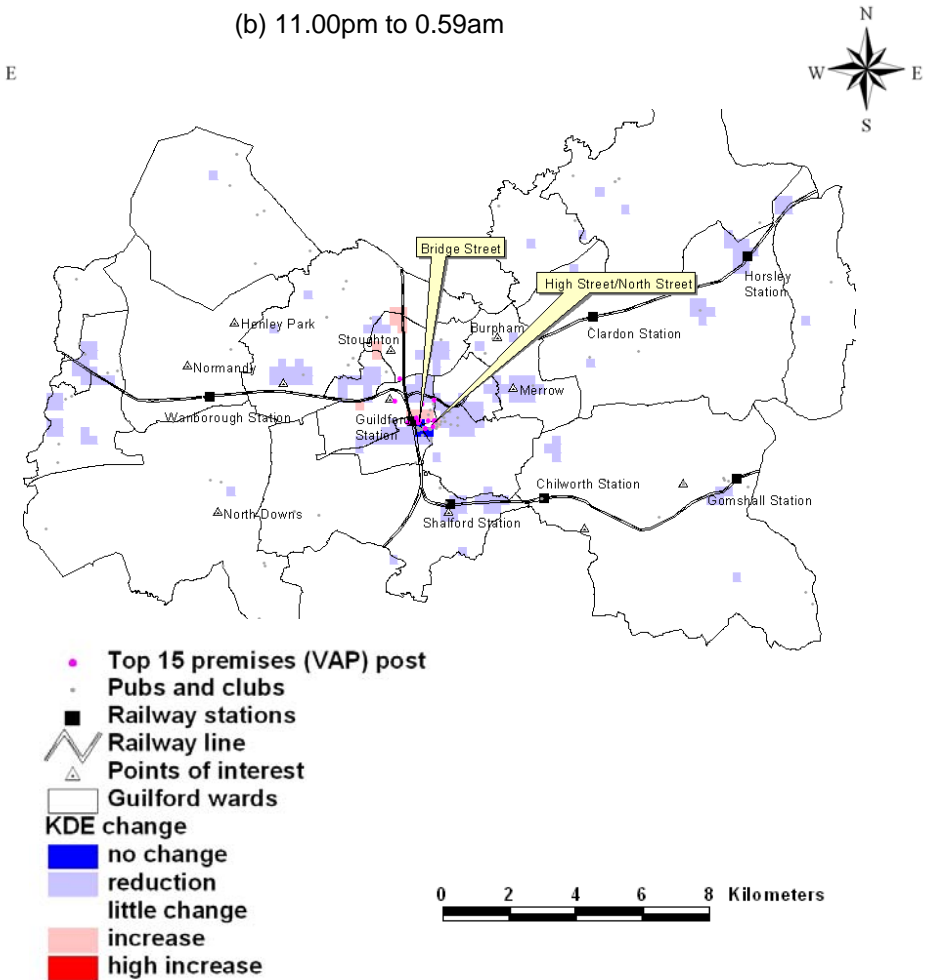 (b) 11.00pm to 0.59am
N
E
W
E
S
Bridge Street
High Street/North Street
Horsley
Station
Henley Park
Stoughton
Burpham
Clardon Station
Normandy
Merrow
Wanborough Station
Guildford
Station
Chilworth Station
Gomshall Station
North Downs
Shalford Station
Top 15 premises (VAP) post
Pubs and clubs
Railway stations
Railway line
Points of interest
Guilford wards
KDE change
no change
reduction
little change
increase
high increase
0 2 4 6 8 Kilometers